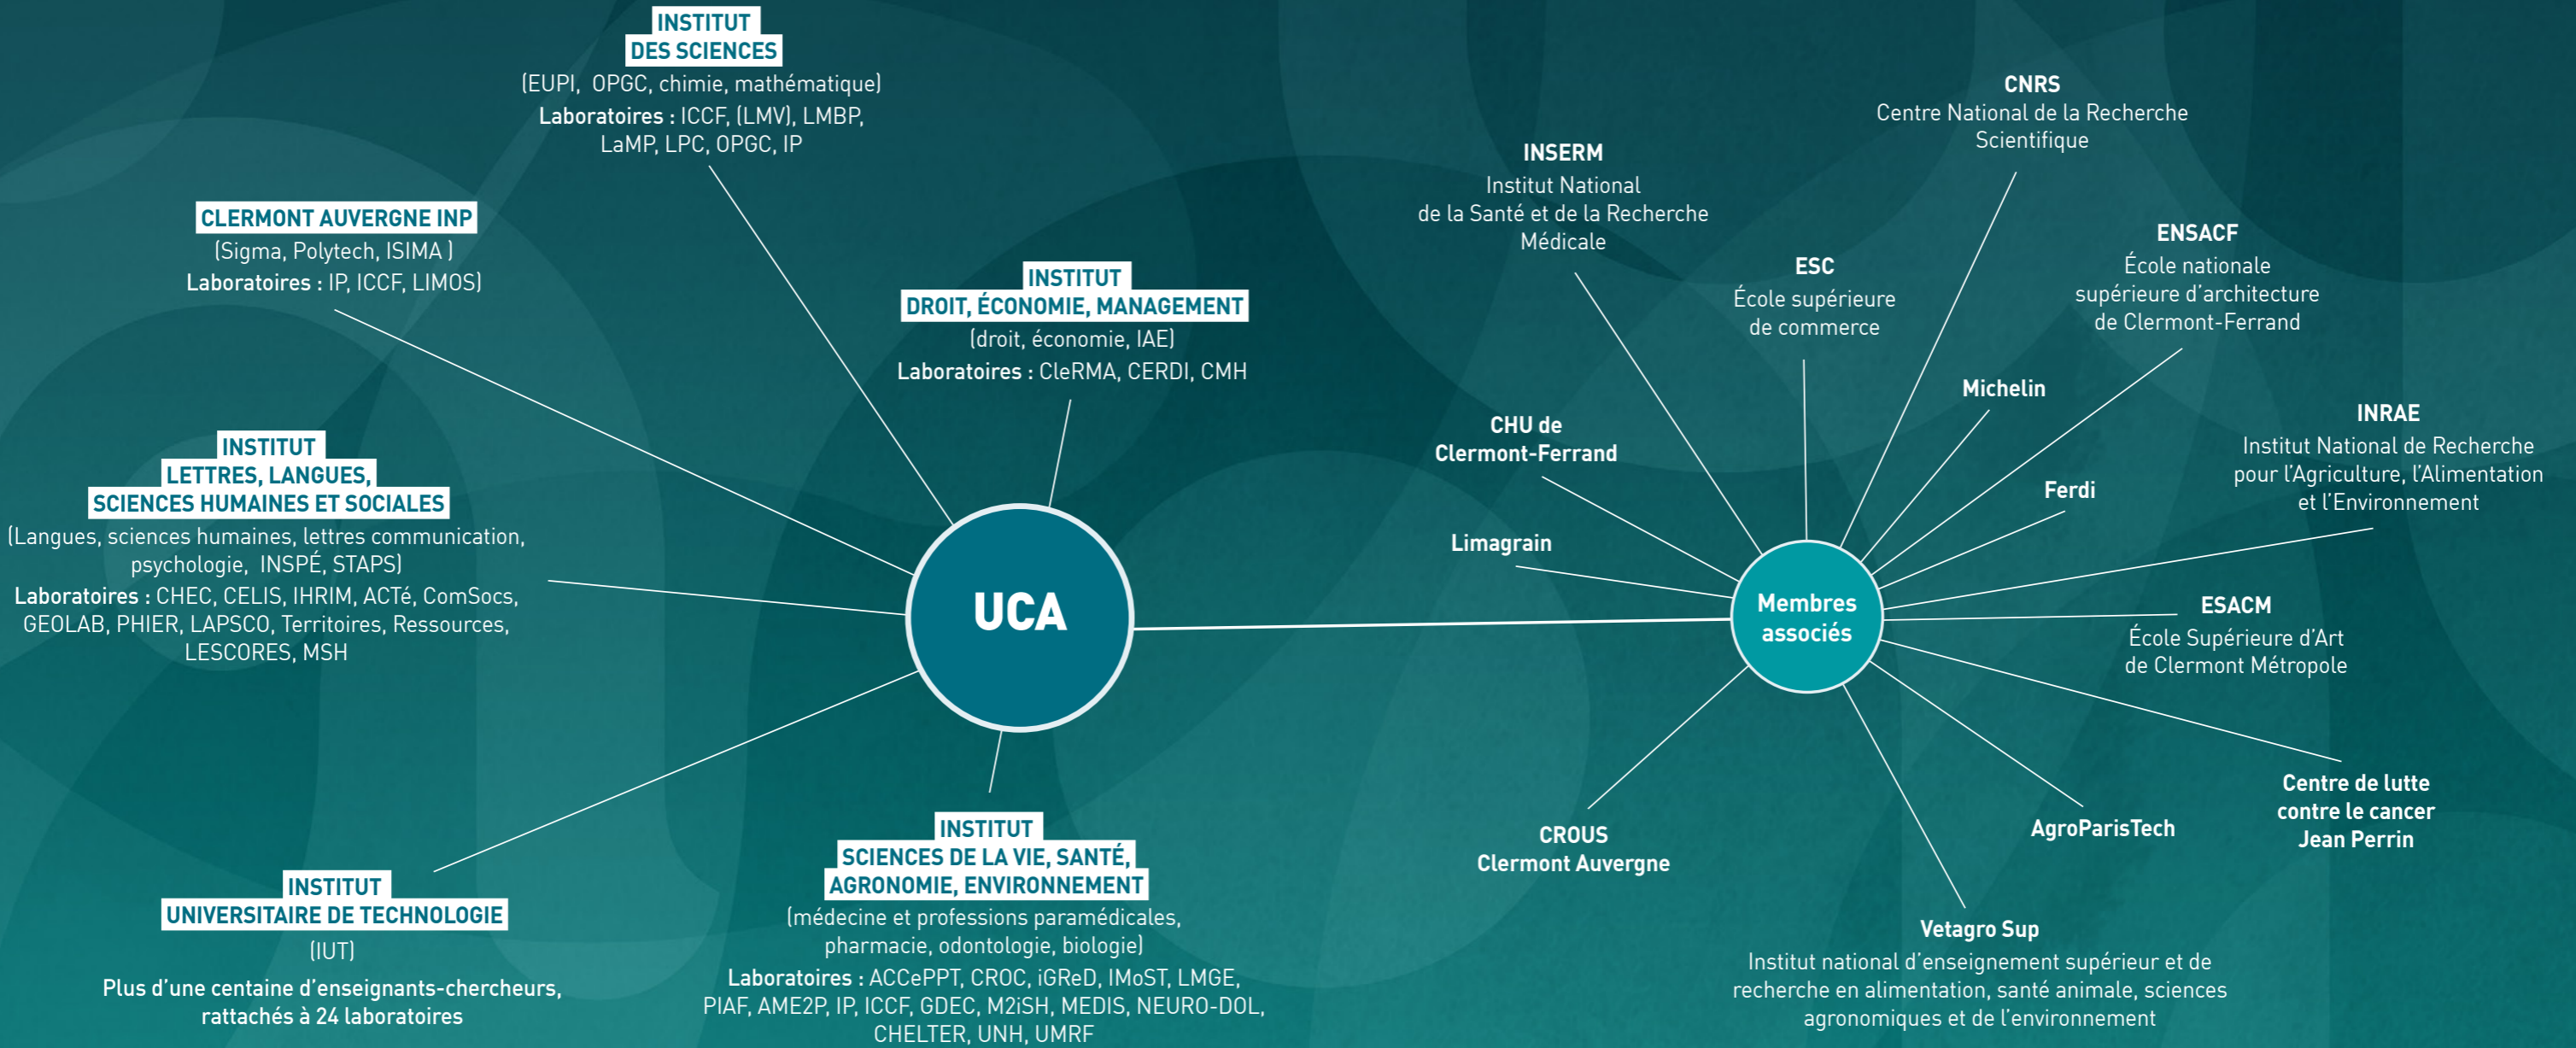 INSTITUT
DES SCIENCES
(EUPI, OPGC, chimie, mathématique)
Laboratoires : ICCF, (LMV), LMBP,
LaMP, LPC, OPGC, IP
CLERMONT AUVERGNE INP
(Sigma, Polytech, ISIMA )
Laboratoires : IP, ICCF, LIMOS)
INSTITUT
DROIT, ÉCONOMIE, MANAGEMENT
(droit, économie, IAE)
Laboratoires : CleRMA, CERDI, CMH
INSTITUT
LETTRES, LANGUES,
SCIENCES HUMAINES ET SOCIALES
(Langues, sciences humaines, lettres communication,
psychologie, INSPÉ, STAPS)
Laboratoires : CHEC, CELIS, IHRIM, ACTé, ComSocs,
GEOLAB, PHIER, LAPSCO, Territoires, Ressources,
LESCORES, MSH
UCA
INSTITUT
UNIVERSITAIRE DE TECHNOLOGIE
(IUT)
Plus d'une centaine d'enseignants-chercheurs,
rattachés à 24 laboratoires
INSTITUT
SCIENCES DE LA VIE, SANTÉ,
AGRONOMIE, ENVIRONNEMENT
(médecine et professions paramédicales,
pharmacie, odontologie, biologie)
Laboratoires : ACCePPT, CROC, iGReD, IMoST, LMGE,
PIAF, AME2P, IP, ICCF, GDEC, M2iSH, MEDIS, NEURO-DOL,
CHELTER, UNH, UMRF
CNRS
Centre National de la Recherche
Scientifique
INSERM
Institut National
de la Santé et de la Recherche
Médicale
ESC
École supérieure
de commerce
ENSACF
École nationale
supérieure d'architecture
de Clermont-Ferrand
Michelin
CHU de
Clermont-Ferrand
INRAE
Institut National de Recherche
pour l'Agriculture, l'Alimentation
et l'Environnement
Ferdi
Limagrain
Membres
associés
ESACM
École Supérieure d'Art
de Clermont Métropole
Centre de lutte
contre le cancer
Jean Perrin
AgroParisTech
CROUS
Clermont Auvergne
Vetagro Sup
Institut national d'enseignement supérieur et de
recherche en alimentation, santé animale, sciences
agronomiques et de l'environnement